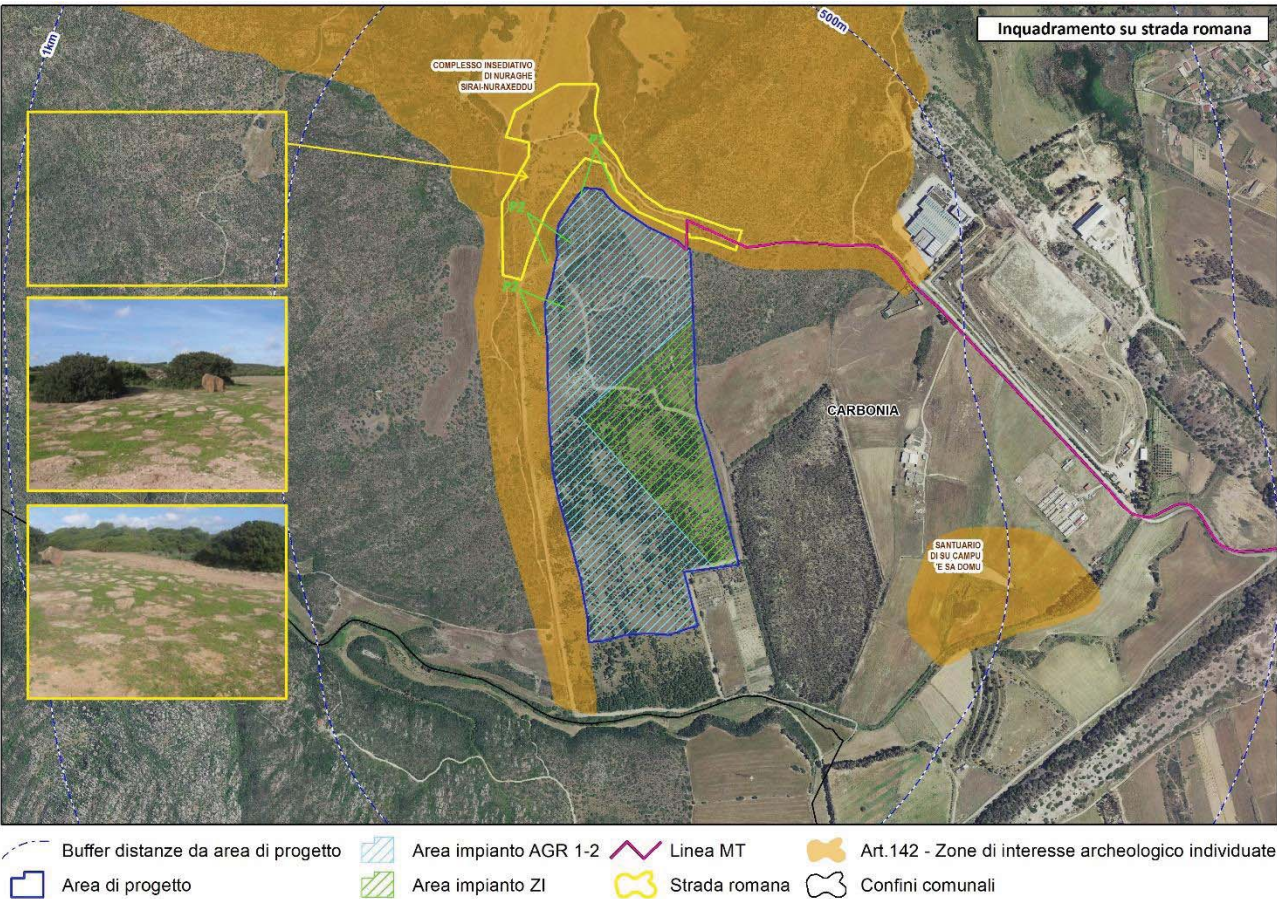 Inquadramento su strada romana
1km
500m
COMPLESSO INSEDIATIVO
DI NURAGHE
SIRAI-NURAXEDDU
CARBONIA
SANTUARIO
DI SU CAMPU
'E SA DOMU
Buffer distanze da area di progetto
Area impianto AGR 1-2
Linea MT
Art.142 - Zone di interesse archeologico individuate
Area di progetto
Area impianto ZI
Strada romana
Confini comunali